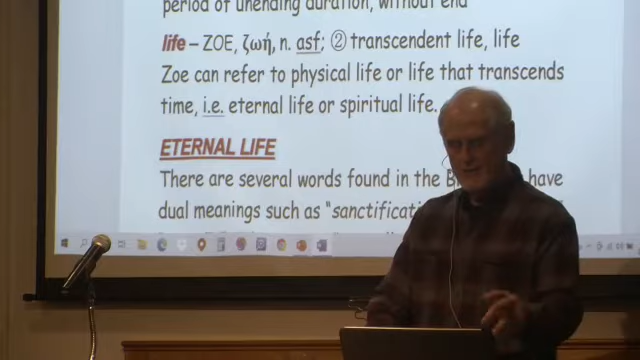 period of unending duration, without end
life – ZOE, ζωή, n. asf; ② transcendent life, life
Zoe can refer to physical life or life that transcends
time, i.e. eternal life or spiritual life.
ETERNAL LIFE
There are several words found in the have
dual meanings such as "